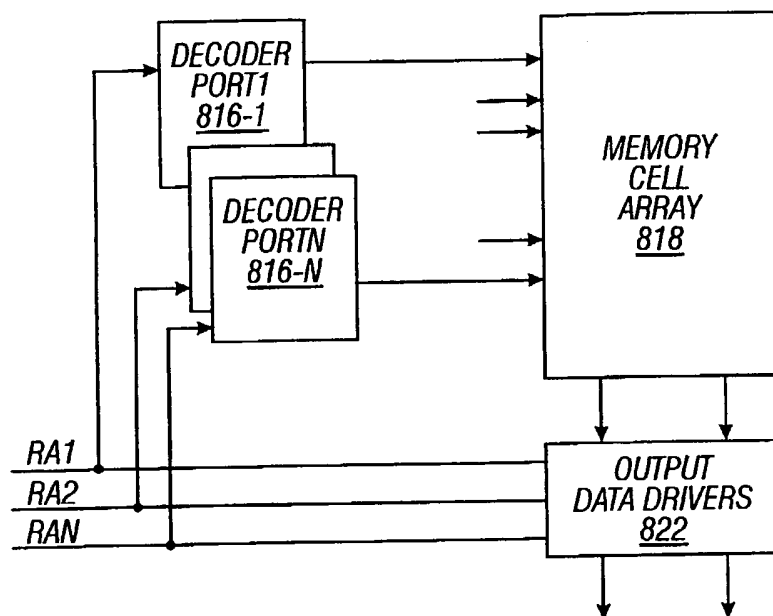 DECODER
PORT1
816-1
DECODER
PORTN
816-N
MEMORY
CELL
ARRAY
818
RA1
RA2
RAN
OUTPUT
DATA DRIVERS
822